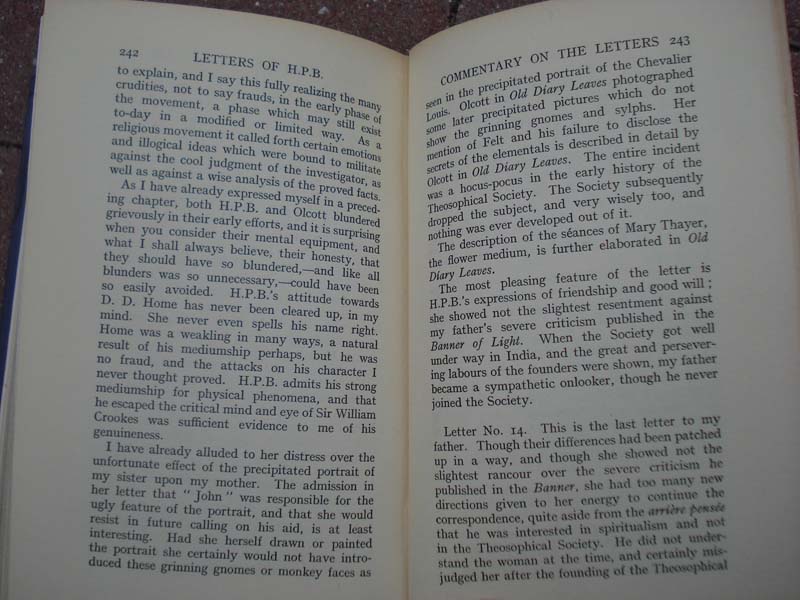 242
LETTERS OF H.P.B.
to explain, and I say this fully realizing the many
crudities, not to say frauds, in the early phase of
the movement, a phase which may still exist
to-day in a modified or limited way. As a
religious movement it called forth certain emotions
and illogical ideas which were bound to militate
against the cool judgment of the investigator, as
well as against a wise analysis of the proved facts.
As I have already expressed myself in a preced-
ing chapter, both H.P.B. and Olcott blundered
grievously in their early efforts, and it is surprising
when you consider their mental equipment, and
what I shall always believe, their honesty, that
they should have so blundered,—and like all
blunders was so unnecessary,—could have been
so easily avoided. H.P.B.'s attitude towards
D. D. Home has never been cleared up, in my
mind. She never even spells his name right.
Home was a weakling in many ways, a natural
result of his mediumship perhaps, but he was
no fraud, and the attacks on his character I
never thought proved. H.P.B. admits his strong
mediumship for physical phenomena, and that
he escaped the critical mind and eye of Sir William
Crookes was sufficient evidence to me of his
genuineness.
I have already alluded to her distress over the
unfortunate effect of the precipitated portrait of
my sister upon my mother. The admission in
her letter that " John " was responsible for the
ugly feature of the portrait, and that she would
resist in future calling on his aid, is at least
interesting. Had she herself drawn or painted
the portrait she certainly would not have intro-
duced these grinning gnomes or monkey faces as
COMMENTARY ON THE LETTERS 243
seen in the precipitated portrait of the Chevalier
Louis. Olcott in Old Diary Leaves photographed
some later precipitated pictures which do not
show the grinning gnomes and sylphs. Her
mention of Felt and his failure to disclose the
secrets of the elementals is described in detail by
Olcott in Old Diary Leaves. The entire incident
was a hocus-pocus in the early history of the
Theosophical Society. The Society subsequently
dropped the subject, and very wisely too, and
nothing was ever developed out of it.
The description of the séances of Mary Thayer,
the flower medium, is further elaborated in Old
Diary Leaves.
The most pleasing feature of the letter is
H.P.B.'s expressions of friendship and good will;
she showed not the slightest resentment against
my father's severe criticism published in the
Banner of Light. When the Society got well
under way in India, and the great and persever-
ing labours of the founders were shown, my father
became a sympathetic onlooker, though he never
joined the Society.
Letter No. 14. This is the last letter to my
father. Though their differences had been patched
up in a way, and though she showed not the
slightest rancour over the severe criticism he
published in the Banner, she had too many new
directions given to her energy to continue the
correspondence, quite aside from the arrière pensée
that he was interested in spiritualism and not
in the Theosophical Society. He did not under-
stand the woman at the time, and certainly mis-
judged her after the founding of the Theosophical